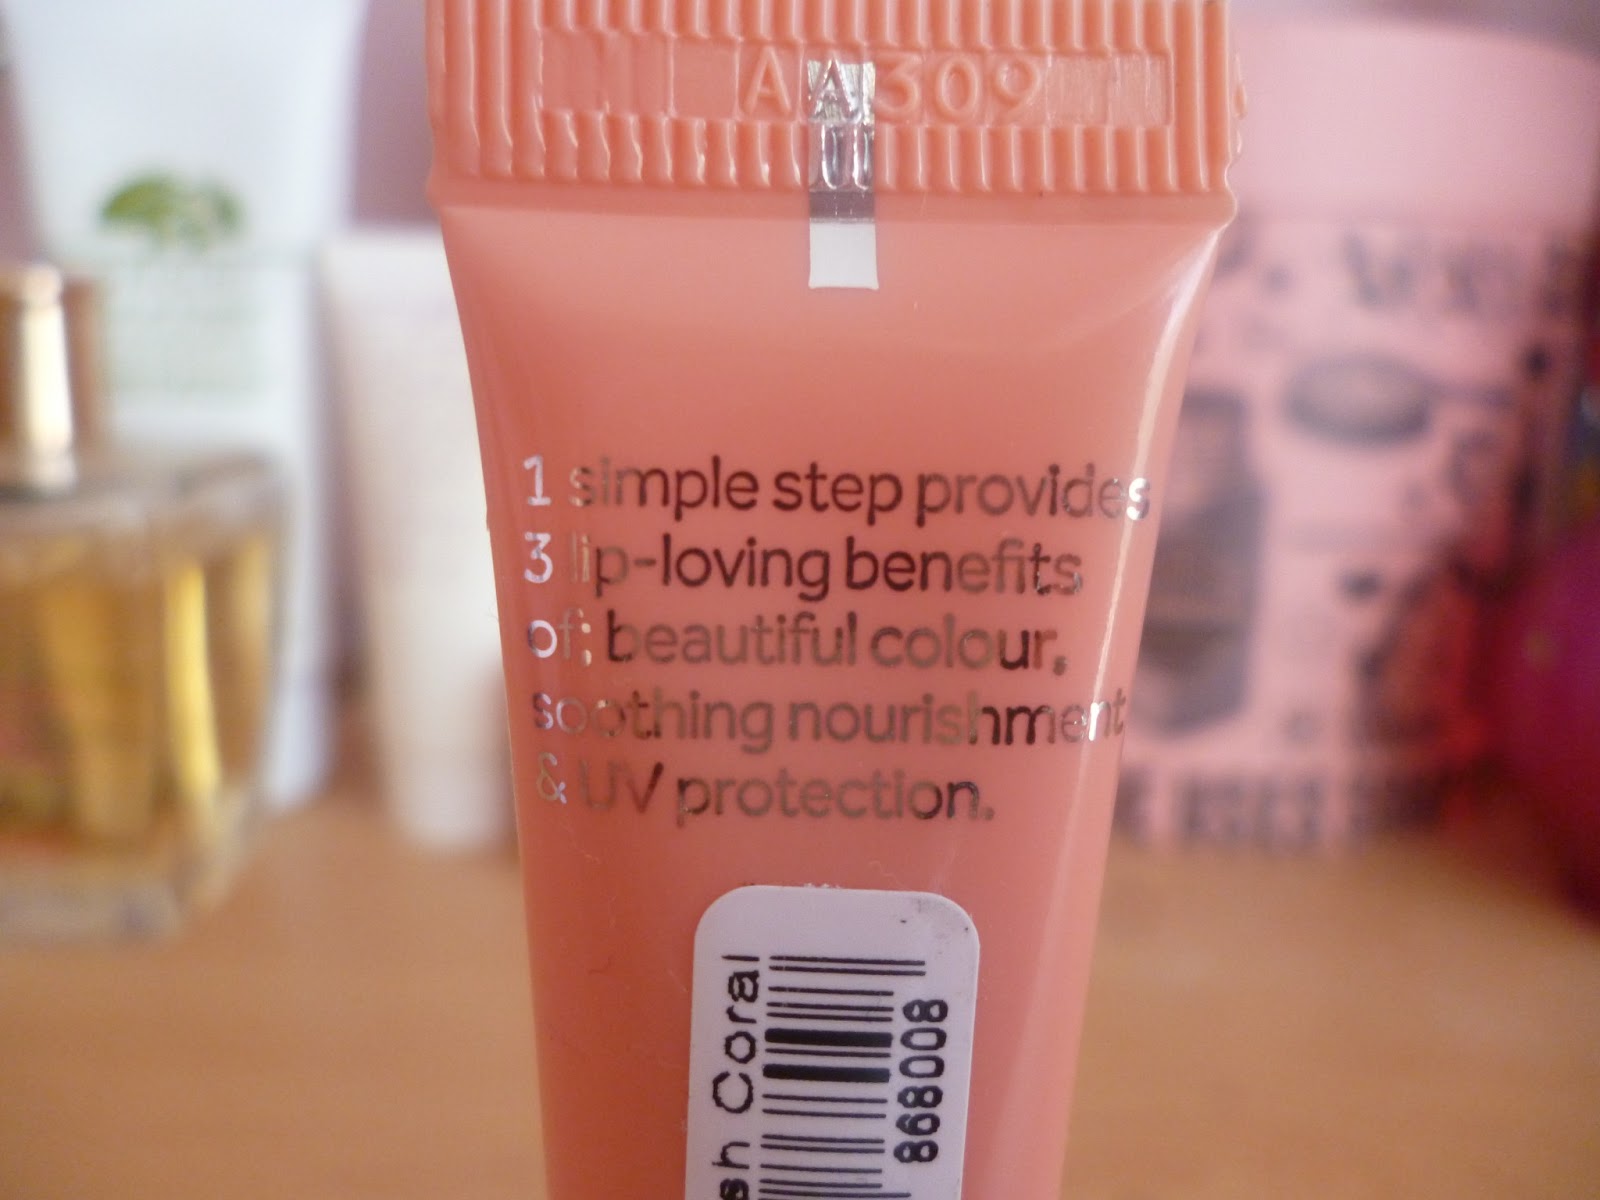 AA309
1 simple step provides
3 lip-loving benefits
of; beautiful colour,
soothing nourishment
& UV protection.
sh Coral
868008